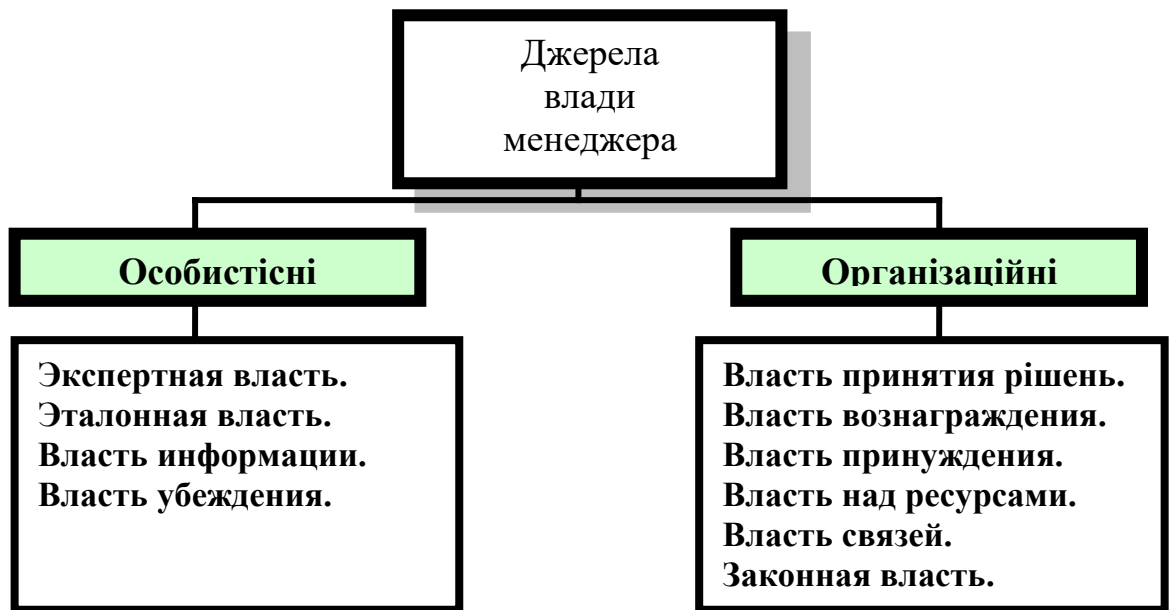 Джерела
влади
менеджера
Особистісні
Організаційні
Экспертная власть.
Эталонная власть.
Власть информации.
Власть убеждения.
Власть принятия рішень.
Власть вознаграждения.
Власть принуждения.
Власть над ресурсами.
Власть связей.
Законная власть.